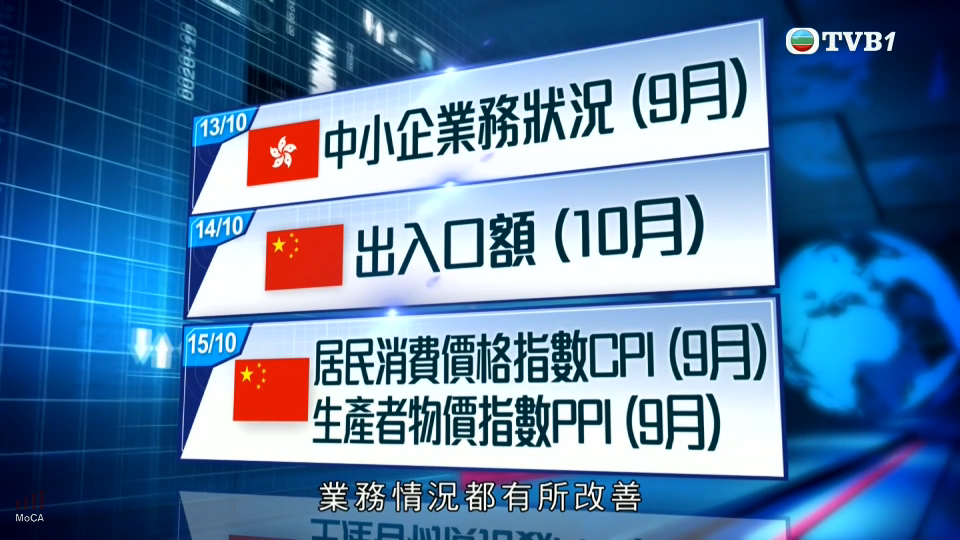 TVB1
13/10
中小企業務狀況 (9月)
14/10
出入口額 (10月)
15/10
居民消費價格指數CPI (9月)
生產者物價指數PPI (9月)
業務情況都有所改善
MoCA